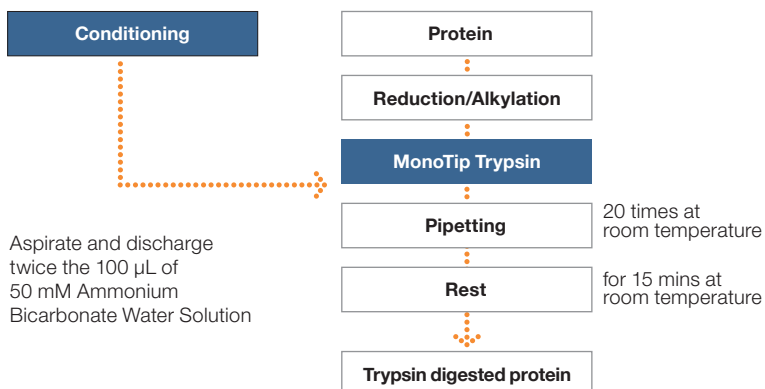 Conditioning
Protein
Reduction/Alkylation
MonoTip Trypsin
Pipetting
20 times at
room temperature
Aspirate and discharge
twice the 100 µL of
50 mM Ammonium
Bicarbonate Water Solution
Rest
for 15 mins at
room temperature
Trypsin digested protein